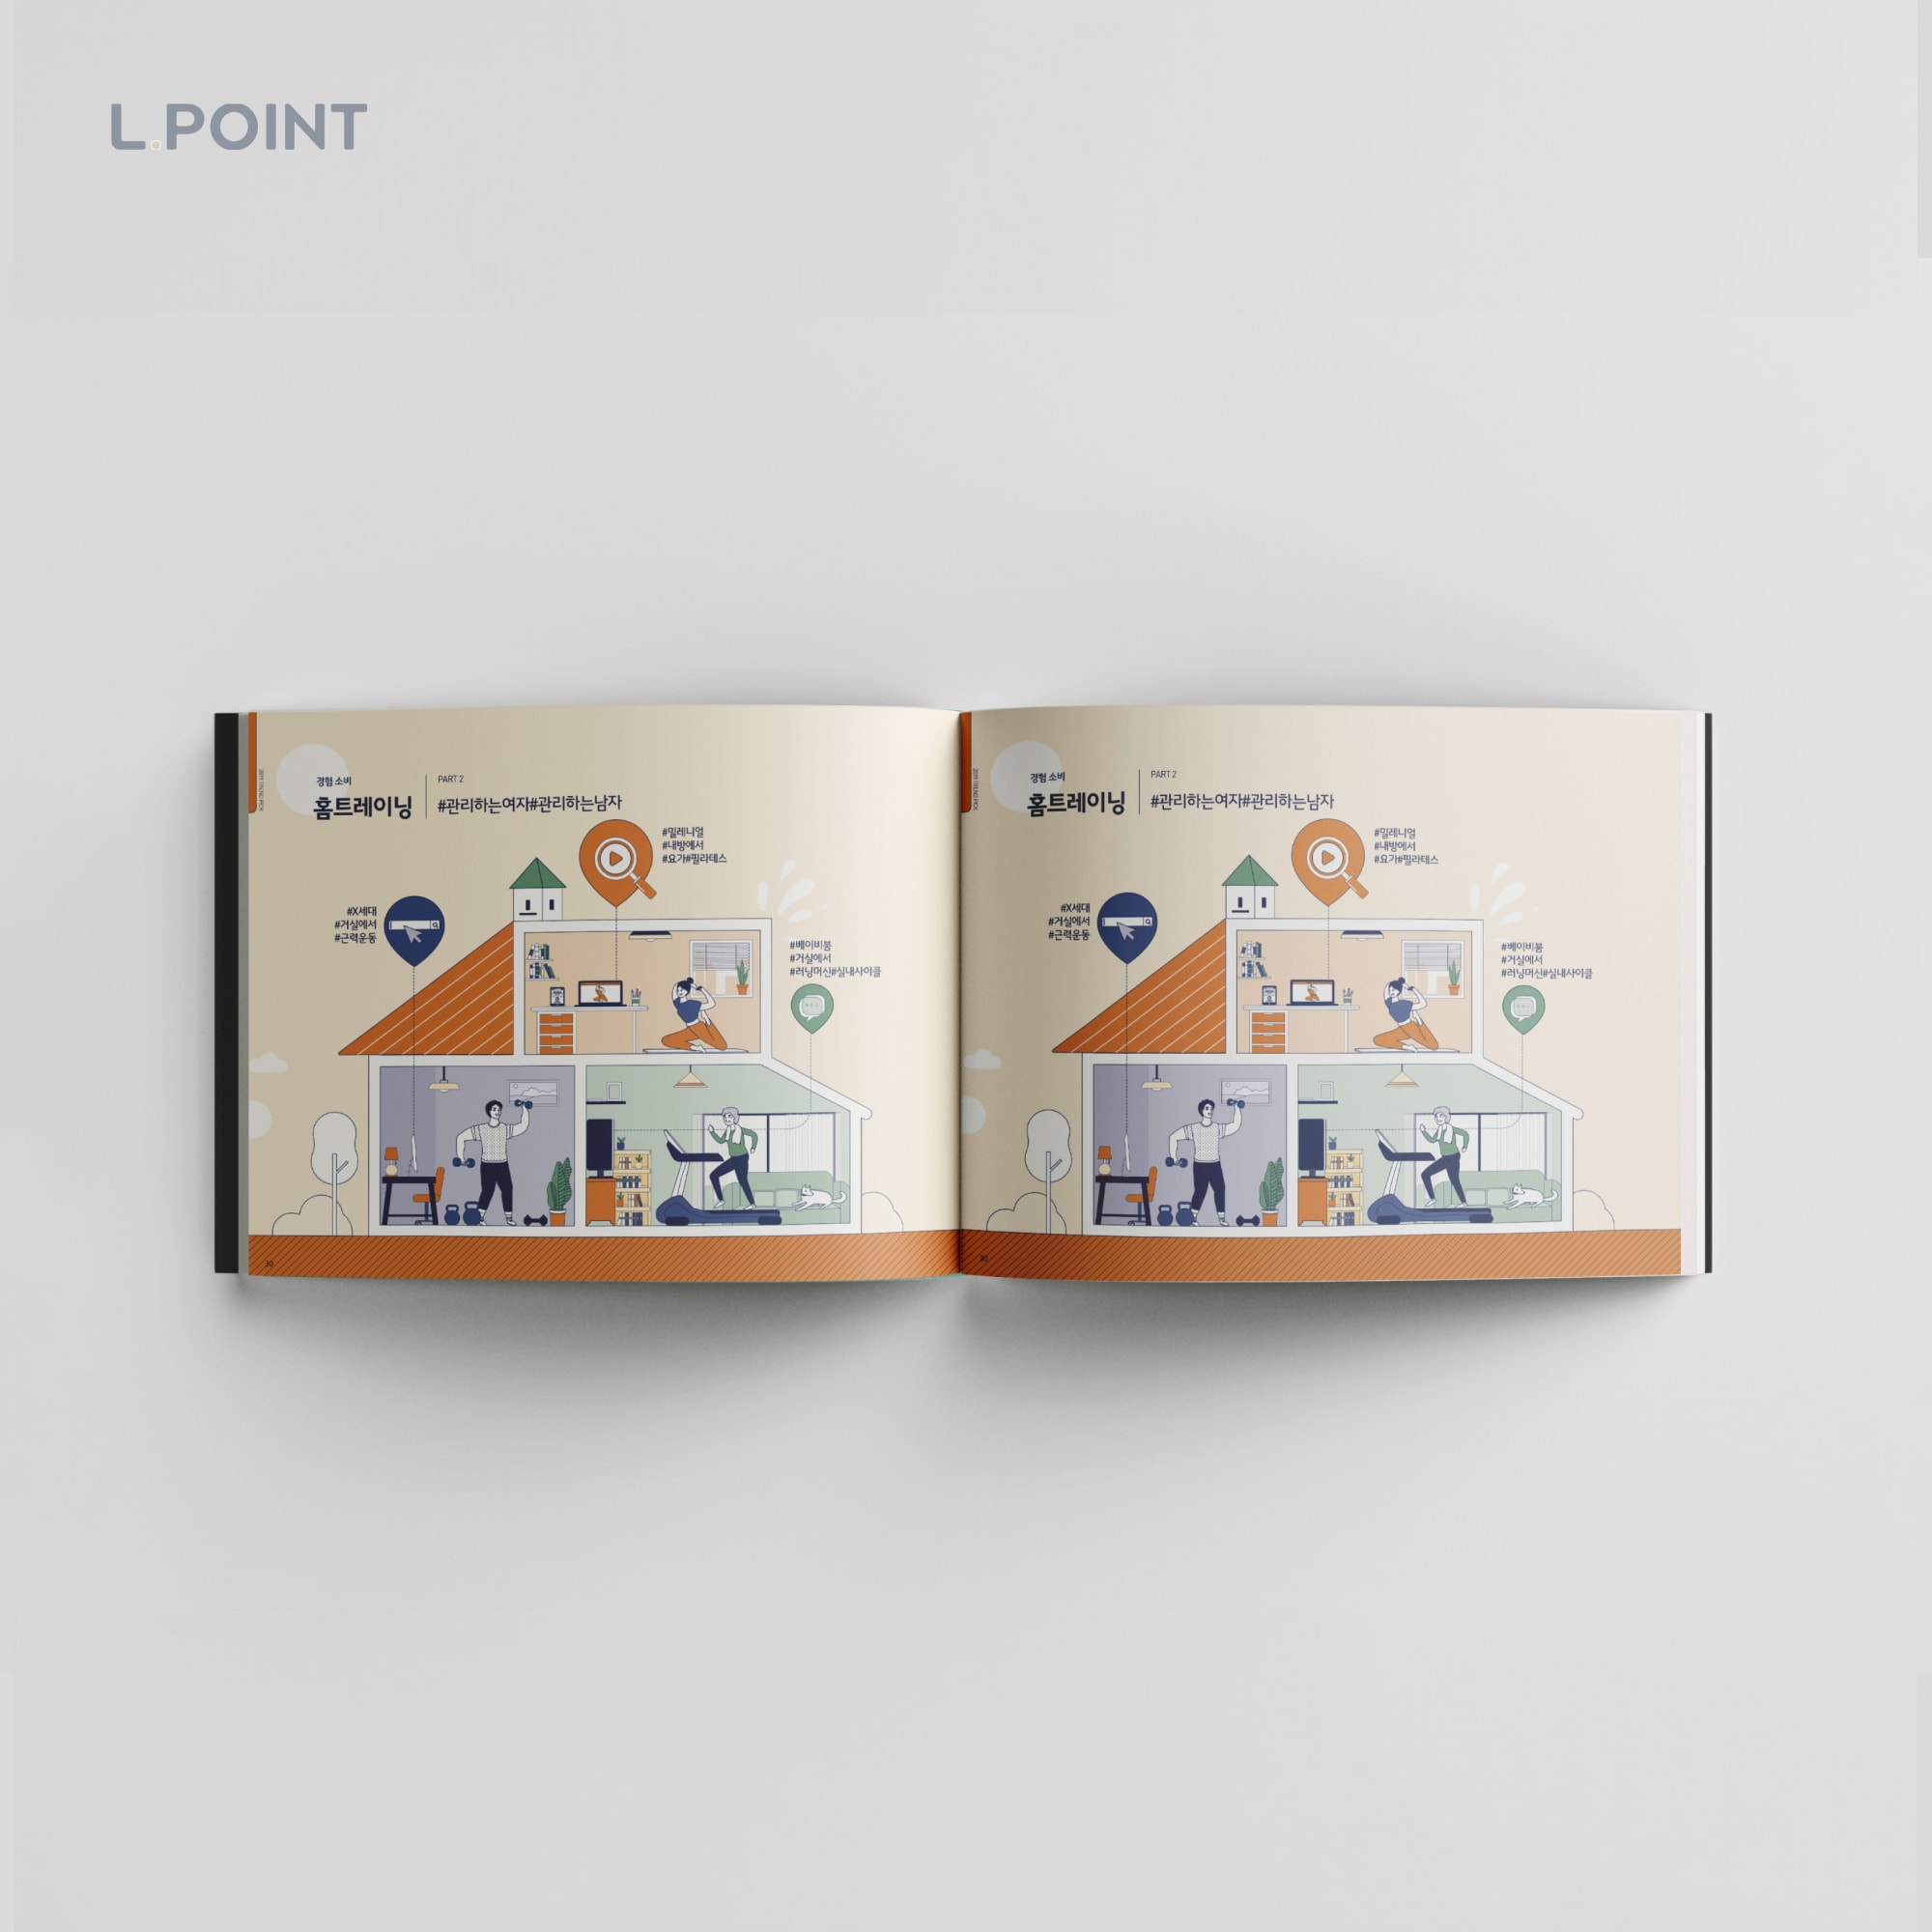 L.POINT
2019 TREND PICK
경험 소비
홈트레이닝
PART 2
#관리하는여자#관리하는남자
#밀레니얼
#내방에서
#요가#필라테스
#X세대
#거실에서
#근력운동
#베이비붐
#거실에서
#러닝머신#실내사이클
30
2019 TREND PICK
경험 소비
홈트레이닝
PART 2
#관리하는여자#관리하는남자
#밀레니얼
#내방에서
#요가#필라테스
#X세대
#거실에서
#근력운동
#베이비붐
#거실에서
#러닝머신#실내사이클
30